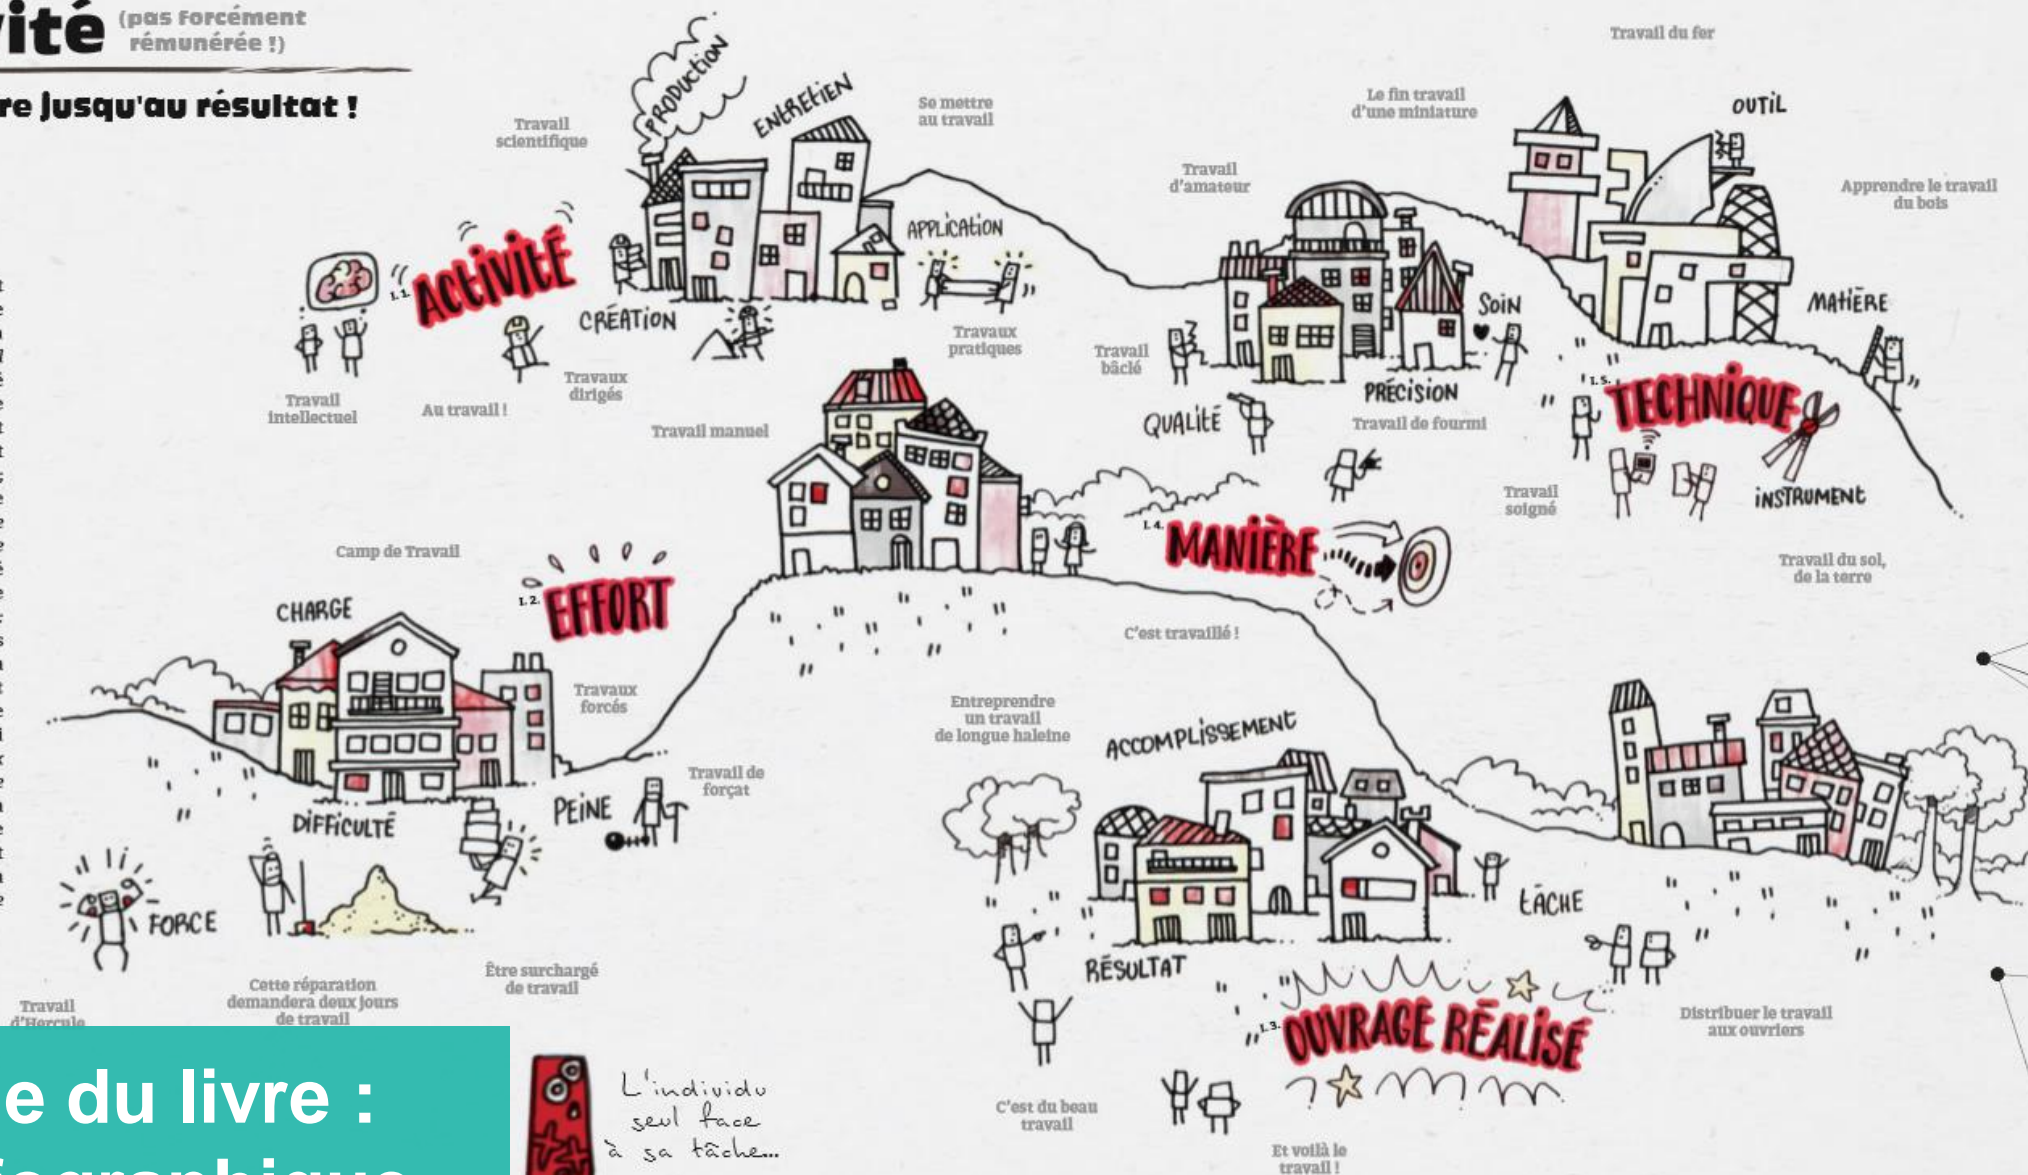 ité (pas forcément
rémunérée !)
re jusqu'au résultat !
Travail
scientifique
PRODUCTION
ENTRETIEN
Se mettre
au travail
Travail du fer
Le fin travail
d'une miniature
OUTIL
Travail
d'amateur
Apprendre le travail
du bois
I. 1. ACTIVITÉ
CRÉATION
APPLICATION
Travaux
pratiques
Travail
intellectuel
Au travail !
Travaux
dirigés
Travail manuel
Travail
bâclé
SOIN
MATIÈRE
QUALITÉ
PRÉCISION
Travail de fourmi
I. 5. TECHNIQUE
INSTRUMENT
Travail
soigné
Travail du sol,
de la terre
I. 4. MANIÈRE
C'est travaillé !
Camp de Travail
I. 2. EFFORT
CHARGE
Travaux
forcés
Travail de
forçat
DIFFICULTÉ
PEINE
FORCE
Travail
d'Hercule
Cette réparation
demandera deux jours
de travail
Être surchargé
de travail
Entreprendre
un travail
de longue haleine
ACCOMPLISSEMENT
TÂCHE
RÉSULTAT
I. 3. OUVRAGE RÉALISÉ
Distribuer le travail
aux ouvriers
C'est du beau
travail
Et voilà le
travail !
e du livre :
L'individu
seul face
à sa tâche...